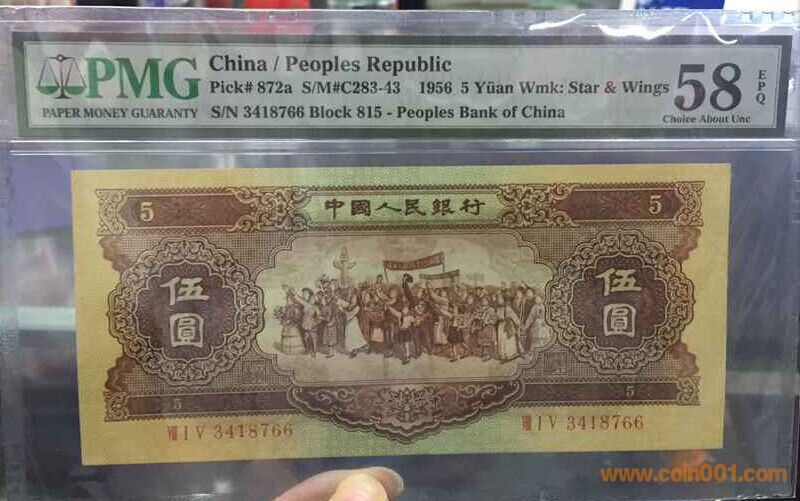 PMG
PAPER MONEY GUARANTY
China / Peoples Republic
Pick# 872a S/M#C283-43 1956 5 Yüan Wmk: Star & Wings
S/N 3418766 Block 815 - Peoples Bank of China
58
EPQ
Choice About Unc
5
中國人民銀行
5
伍圓
伍圓
5
5
VIII I V 3418766
VIII I V 3418766
www.coin001.com